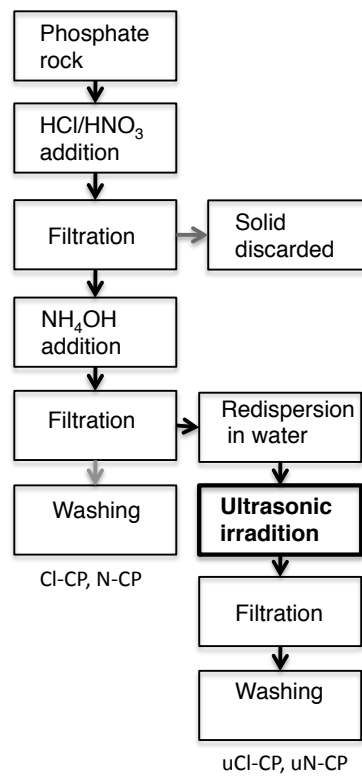 Phosphate
rock
HCl/HNO₃
addition
Filtration
Solid
discarded
NH₄OH
addition
Filtration
Redispersion
in water
Washing
Cl-CP, N-CP
Ultrasonic
irradition
Filtration
Washing
uCl-CP, uN-CP